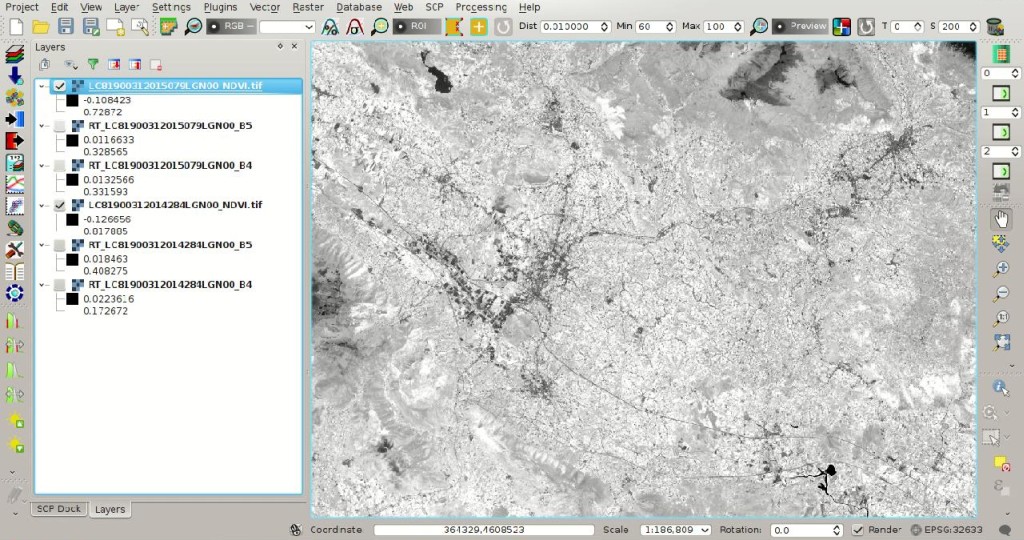 Project Edit View Layer Settings Plugins Vector Raster Database Web SCP Processing Help
RGB = ROI Dist 0.010000 Min 60 Max 100 Preview T 0 S 200
Layers
LC81900312015079LGN00_NDVI.tif
-0.108423
0.72872
RT_LC81900312015079LGN00_B5
0.0116633
0.328565
RT_LC81900312015079LGN00_B4
0.0132566
0.331593
LC81900312014284LGN00_NDVI.tif
-0.126656
0.817805
RT_LC81900312014284LGN00_B5
0.018463
0.408275
RT_LC81900312014284LGN00_B4
0.0223616
0.172672
0
1
2
SCP Dock Layers
Coordinate 364329,4608523 Scale 1:186,809 Rotation: 0.0 Render EPSG:32633